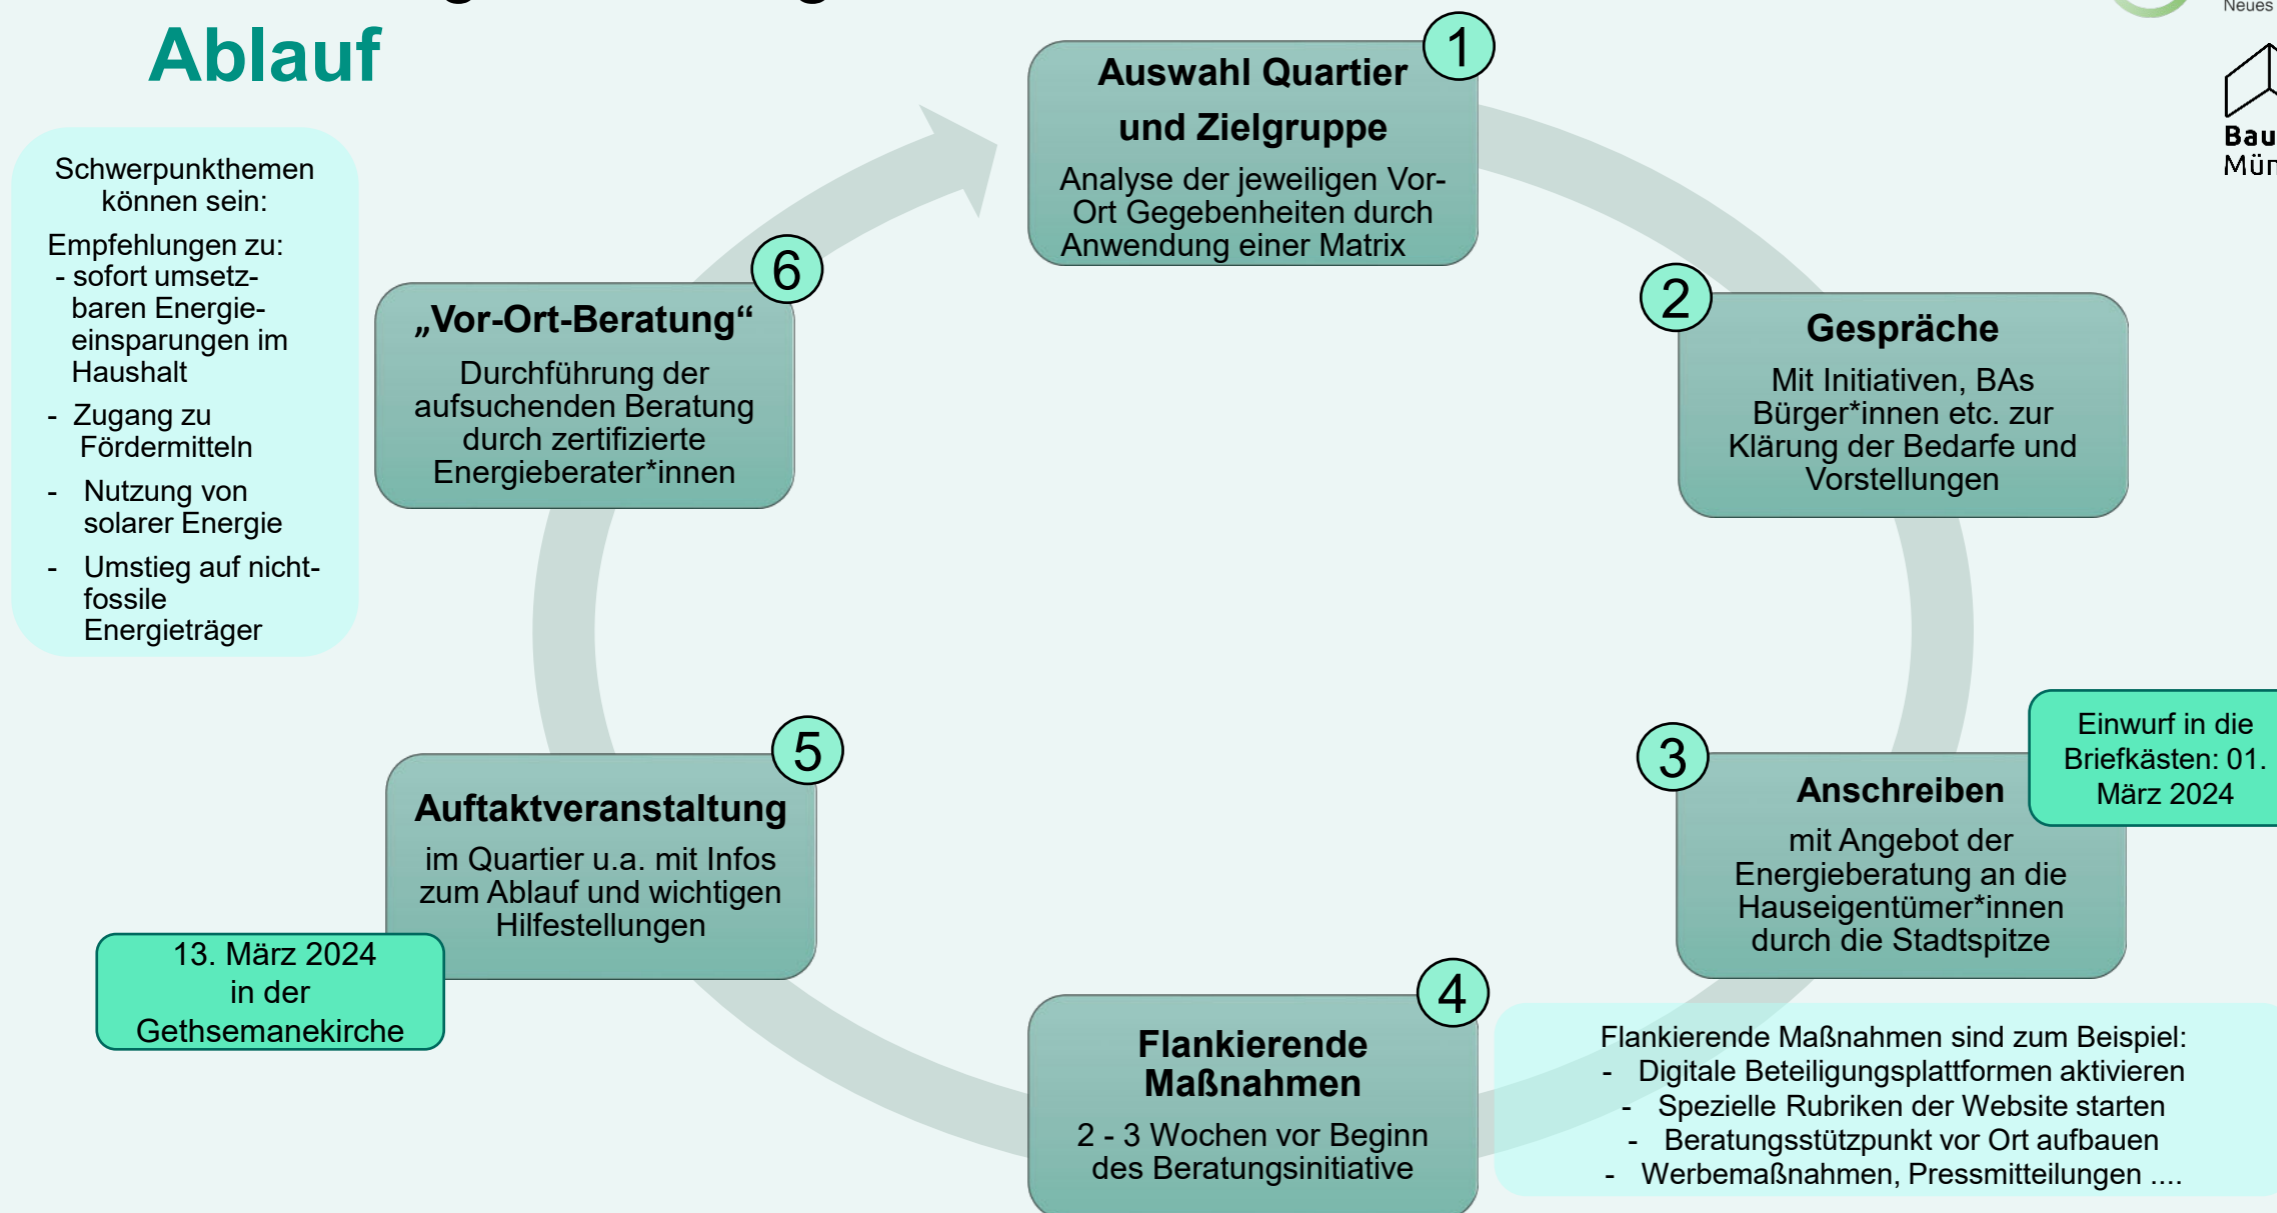 Ablauf
Neues
Bau
Mün
Schwerpunkthemen
können sein:
Empfehlungen zu:
- sofort umsetz-
baren Energie-
einsparungen im
Haushalt
- Zugang zu
Fördermitteln
- Nutzung von
solarer Energie
- Umstieg auf nicht-
fossile
Energieträger
1
Auswahl Quartier
und Zielgruppe
Analyse der jeweiligen Vor-
Ort Gegebenheiten durch
Anwendung einer Matrix
2
Gespräche
Mit Initiativen, BAs
Bürger*innen etc. zur
Klärung der Bedarfe und
Vorstellungen
3
Anschreiben
mit Angebot der
Energieberatung an die
Hauseigentümer*innen
durch die Stadtspitze
Einwurf in die
Briefkästen: 01.
März 2024
4
Flankierende
Maßnahmen
2 - 3 Wochen vor Beginn
des Beratungsinitiative
Flankierende Maßnahmen sind zum Beispiel:
- Digitale Beteiligungsplattformen aktivieren
- Spezielle Rubriken der Website starten
- Beratungsstützpunkt vor Ort aufbauen
- Werbemaßnahmen, Pressmitteilungen ....
5
Auftaktveranstaltung
im Quartier u.a. mit Infos
zum Ablauf und wichtigen
Hilfestellungen
13. März 2024
in der
Gethsemanekirche
6
„Vor-Ort-Beratung“
Durchführung der
aufsuchenden Beratung
durch zertifizierte
Energieberater*innen